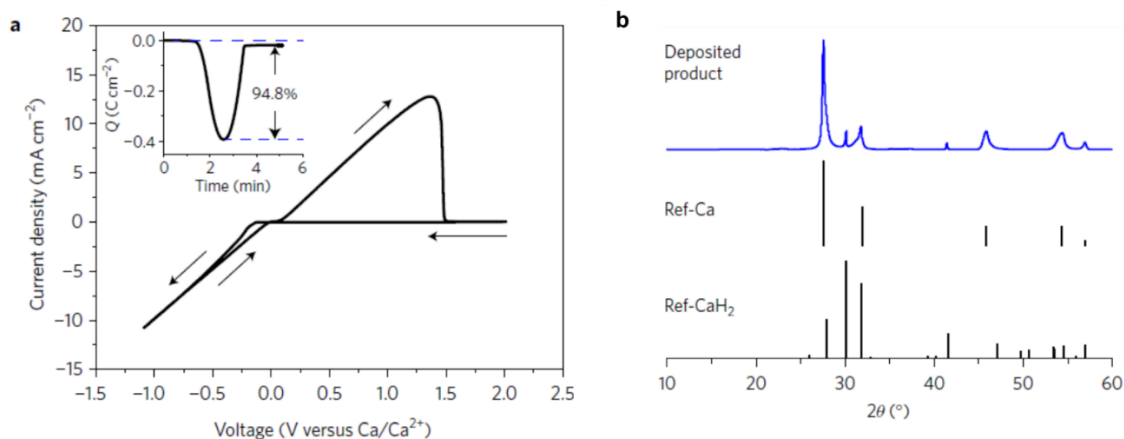 a
20
15
10
5
0
−5
−10
−15
Current density (mA cm−2)
−1.5 −1.0 −0.5 0.0 0.5 1.0 1.5 2.0 2.5
Voltage (V versus Ca/Ca2+)
0.0
−0.2
−0.4
Q (C cm−2)
94.8%
0 2 4 6
Time (min)
b
Deposited
product
Ref-Ca
Ref-CaH2
10 20 30 40 50 60
2θ (°)